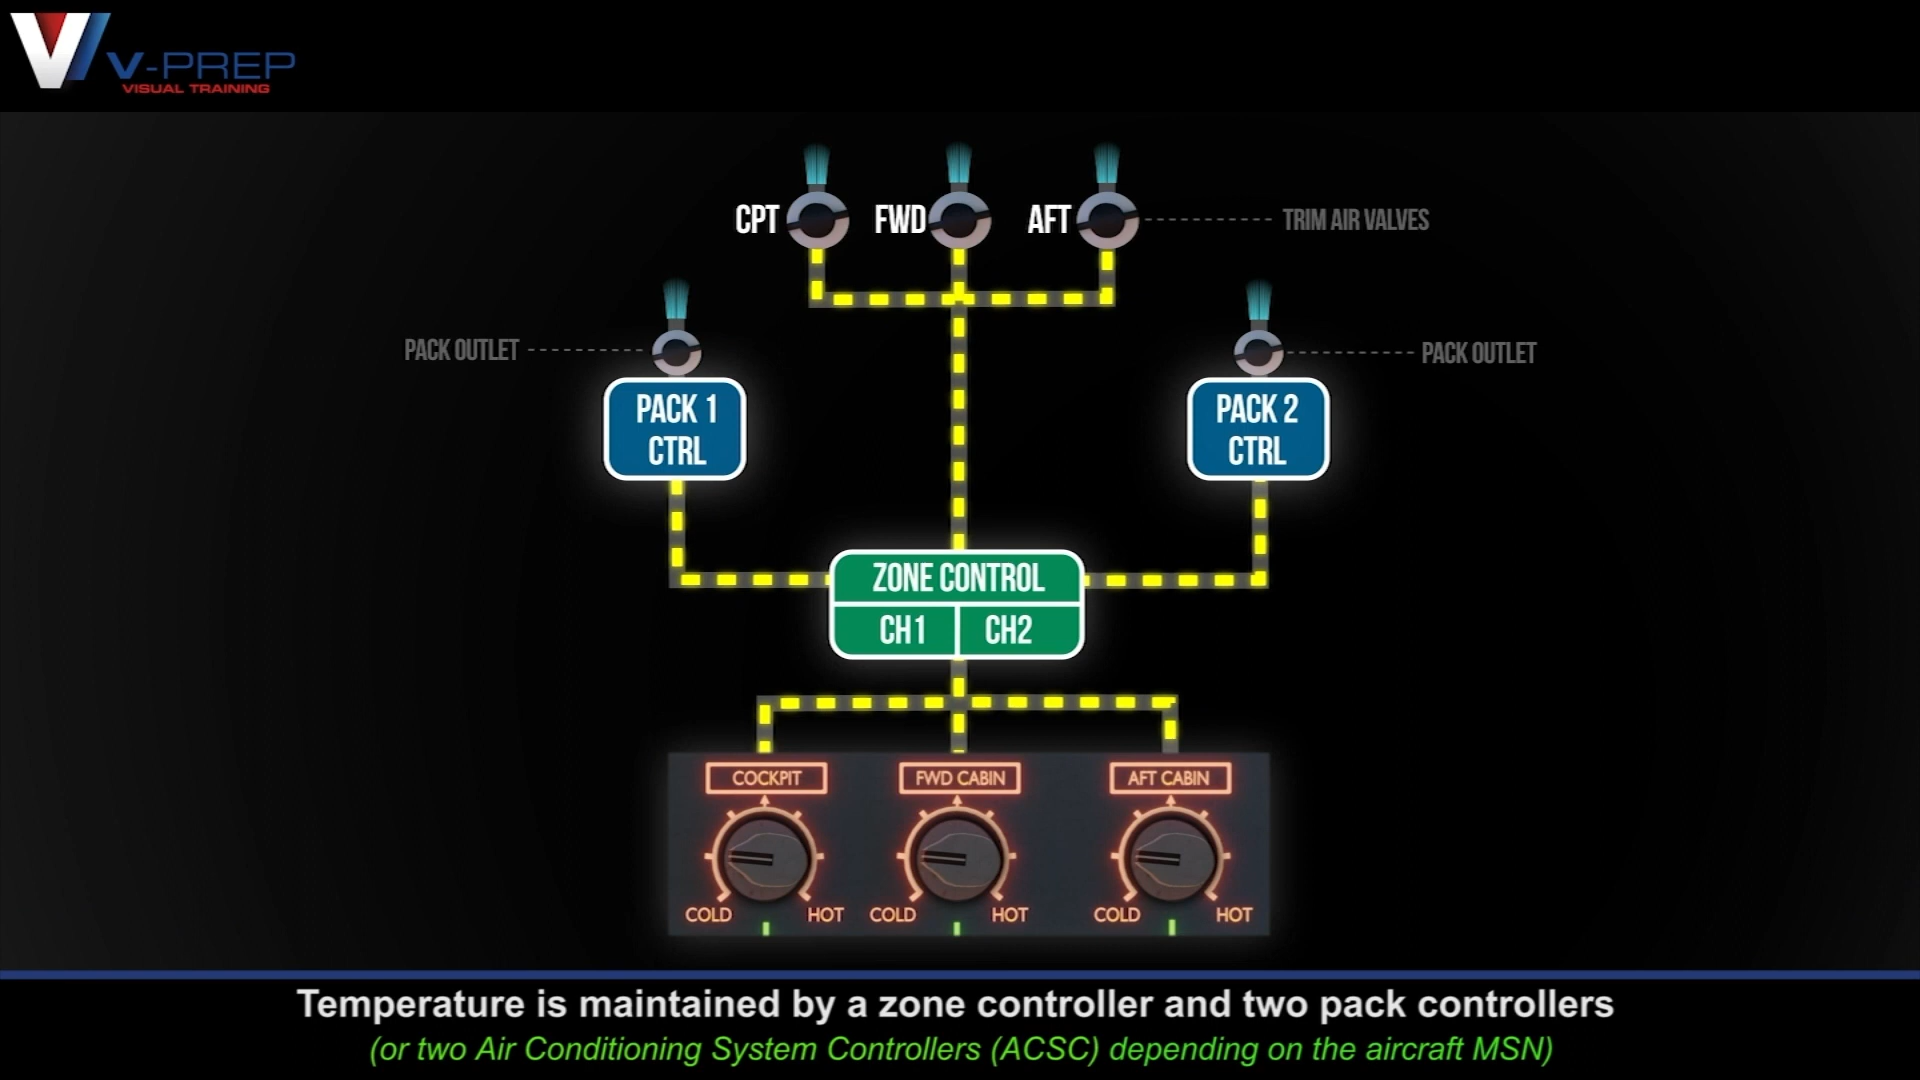 V-PREP
VISUAL TRAINING
CPT
FWD
AFT
TRIM AIR VALVES
PACK OUTLET
PACK OUTLET
PACK 1
CTRL
PACK 2
CTRL
ZONE CONTROL
CH1
CH2
COCKPIT
FWD CABIN
AFT CABIN
COLD
HOT
COLD
HOT
COLD
HOT
Temperature is maintained by a zone controller and two pack controllers
(or two Air Conditioning System Controllers (ACSC) depending on the aircraft MSN)